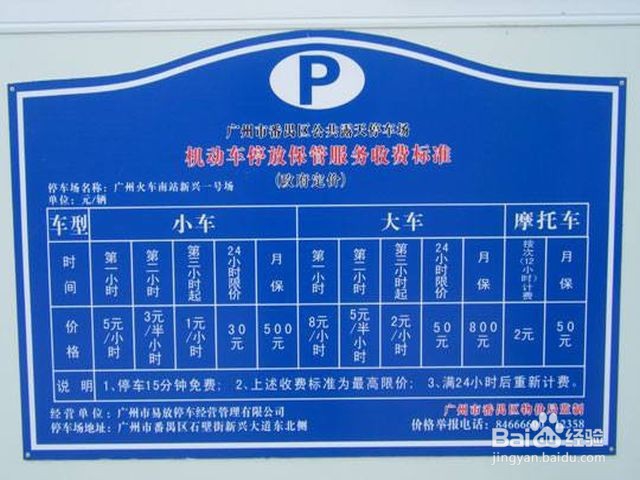 P
广州市番禺区公共露天停车场
机动车停放保管服务收费标准
(政府定价)
停车场名称：广州火车南站新兴一号场
单位：元/辆
车型 小车 大车 摩托车
时间 第一小时 第二小时 第三小时起 24小时限价 月保 第一小时 第二小时 第三小时起 24小时限价 月保 按次(12小时)计费 月保
价格 5元/小时 3元/半小时 1元/小时 30元 500元 8元/小时 5元/半小时 2元/小时 50元 800元 2元 50元
说明 1、停车15分钟免费；2、上述收费标准为最高限价；3、满24小时后重新计费。
经营单位：广州市易放停车经营管理有限公司
广州市番禺区物价局监制
停车场地址：广州市番禺区石壁街新兴大道东北侧
价格举报电话：846666 2358
Baidu经验
jingyan.baidu.com